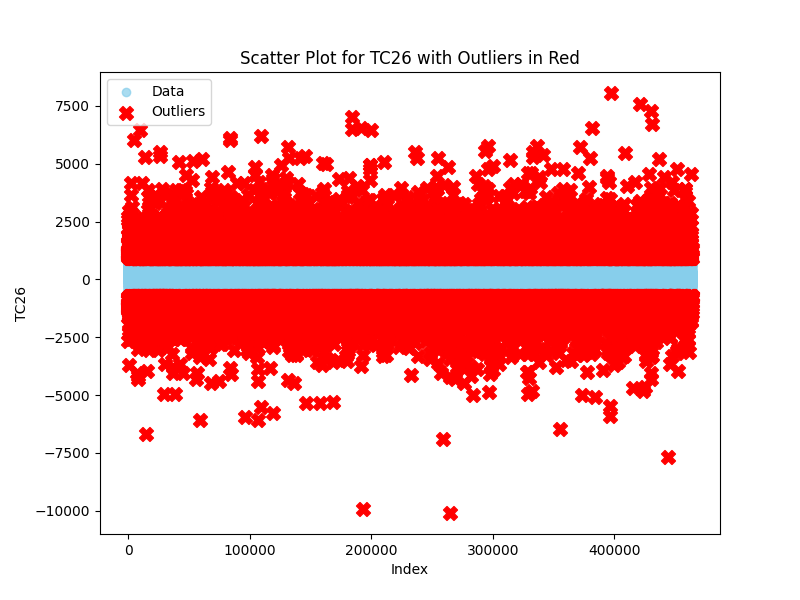 Scatter Plot for TC26 with Outliers in Red
Data
Outliers
7500
5000
2500
0
−2500
−5000
−7500
−10000
TC26
0 100000 200000 300000 400000
Index